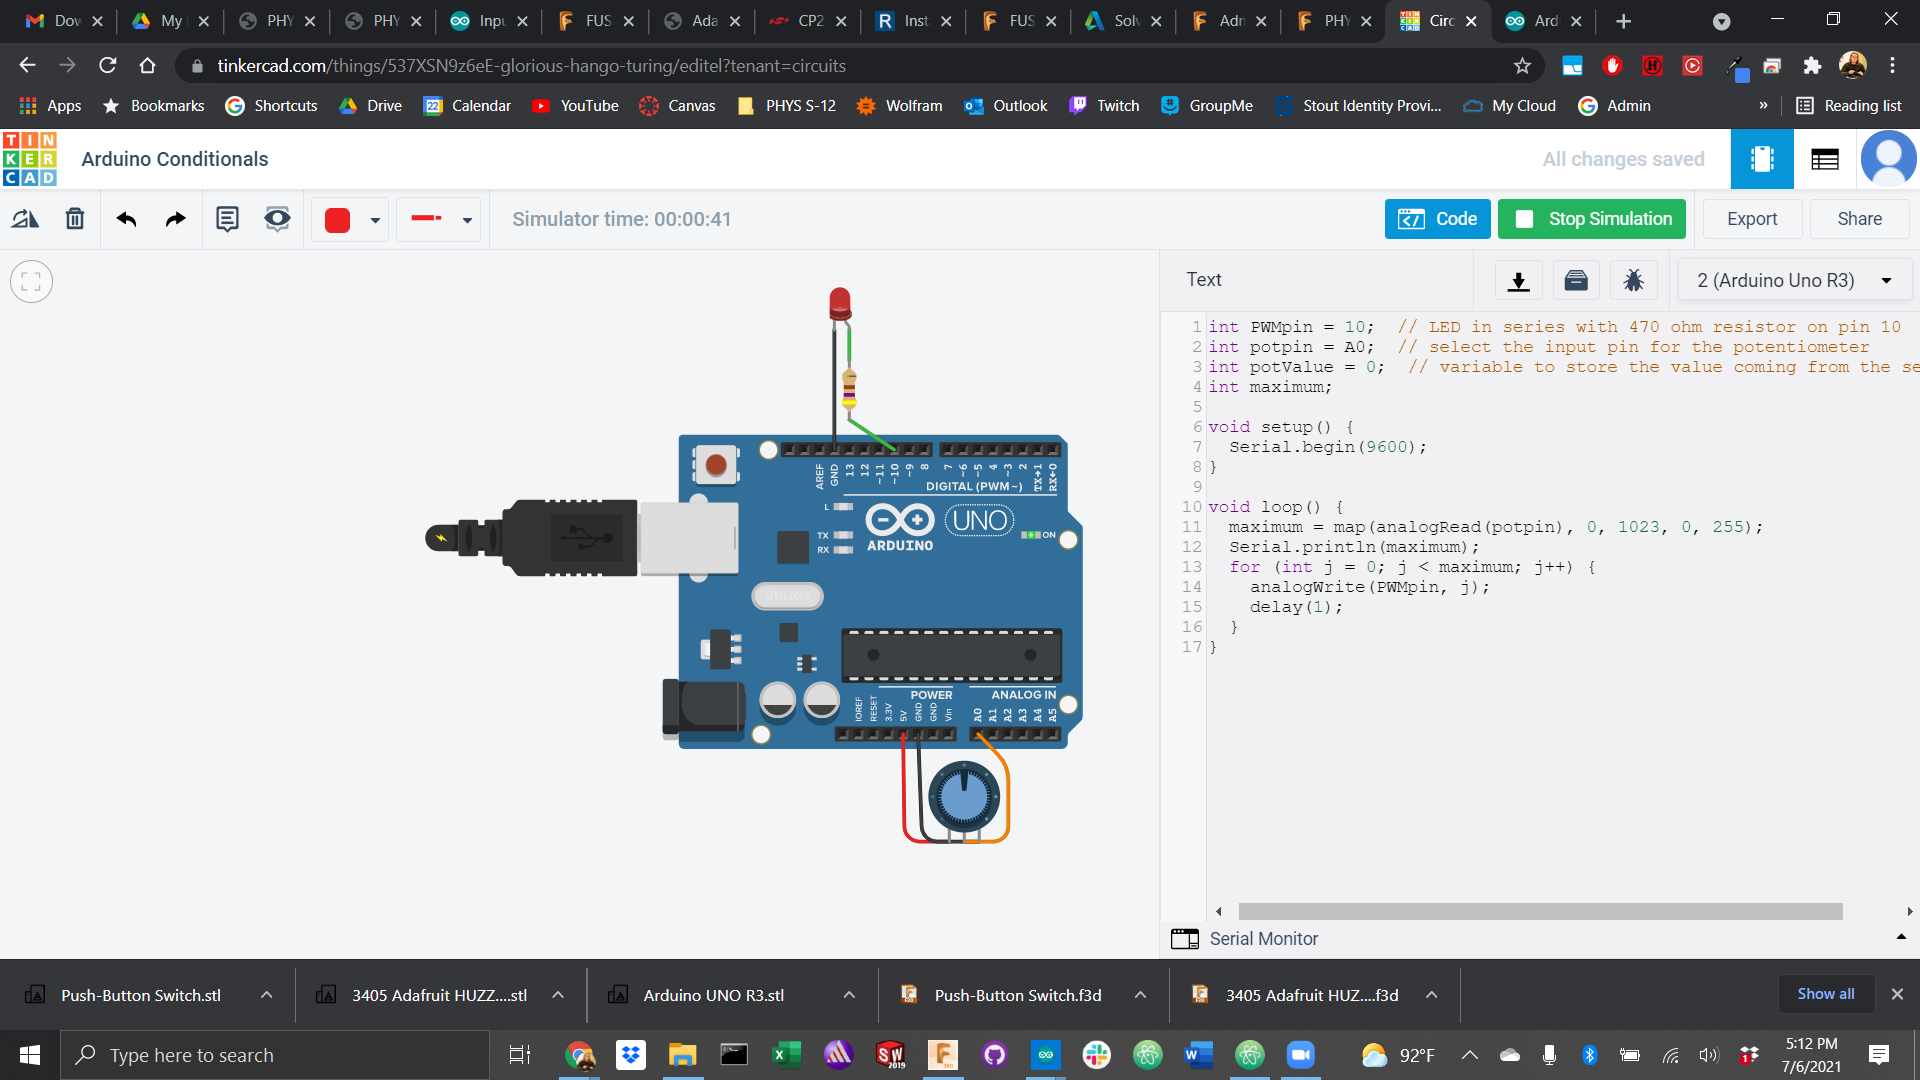 Dow
My
PHY
PHY
Inpu
FUS
Ada
CP2
R Inst
FUS
Solv
Adn
PHY
Circ
Ard
tinkercad.com/things/537XSN9z6eE-glorious-hango-turing/editel?tenant=circuits
Apps Bookmarks Shortcuts Drive Calendar YouTube Canvas PHYS S-12 Wolfram Outlook Twitch GroupMe Stout Identity Provi... My Cloud Admin » Reading list
TIN
KER
CAD
Arduino Conditionals
All changes saved
Simulator time: 00:00:41
Code
Stop Simulation
Export
Share
Text
2 (Arduino Uno R3)
1 int PWMpin = 10;  // LED in series with 470 ohm resistor on pin 10
2 int potpin = A0;  // select the input pin for the potentiometer
3 int potValue = 0;  // variable to store the value coming from the se
4 int maximum;
5
6 void setup() {
7   Serial.begin(9600);
8 }
9
10 void loop() {
11   maximum = map(analogRead(potpin), 0, 1023, 0, 255);
12   Serial.println(maximum);
13   for (int j = 0; j < maximum; j++) {
14     analogWrite(PWMpin, j);
15     delay(1);
16   }
17 }
AREF GND 13 12 ~11 ~10 ~9 8 7 ~6 ~5 4 ~3 2 TX→1 RX←0
DIGITAL (PWM~)
L
TX
RX
ARDUINO
UNO
ON
POWER
ANALOG IN
IOREF RESET 3.3V 5V GND GND Vin A0 A1 A2 A3 A4 A5
Serial Monitor
Push-Button Switch.stl
3405 Adafruit HUZZ....stl
Arduino UNO R3.stl
Push-Button Switch.f3d
3405 Adafruit HUZ....f3d
Show all
Type here to search
92°F
5:12 PM
7/6/2021